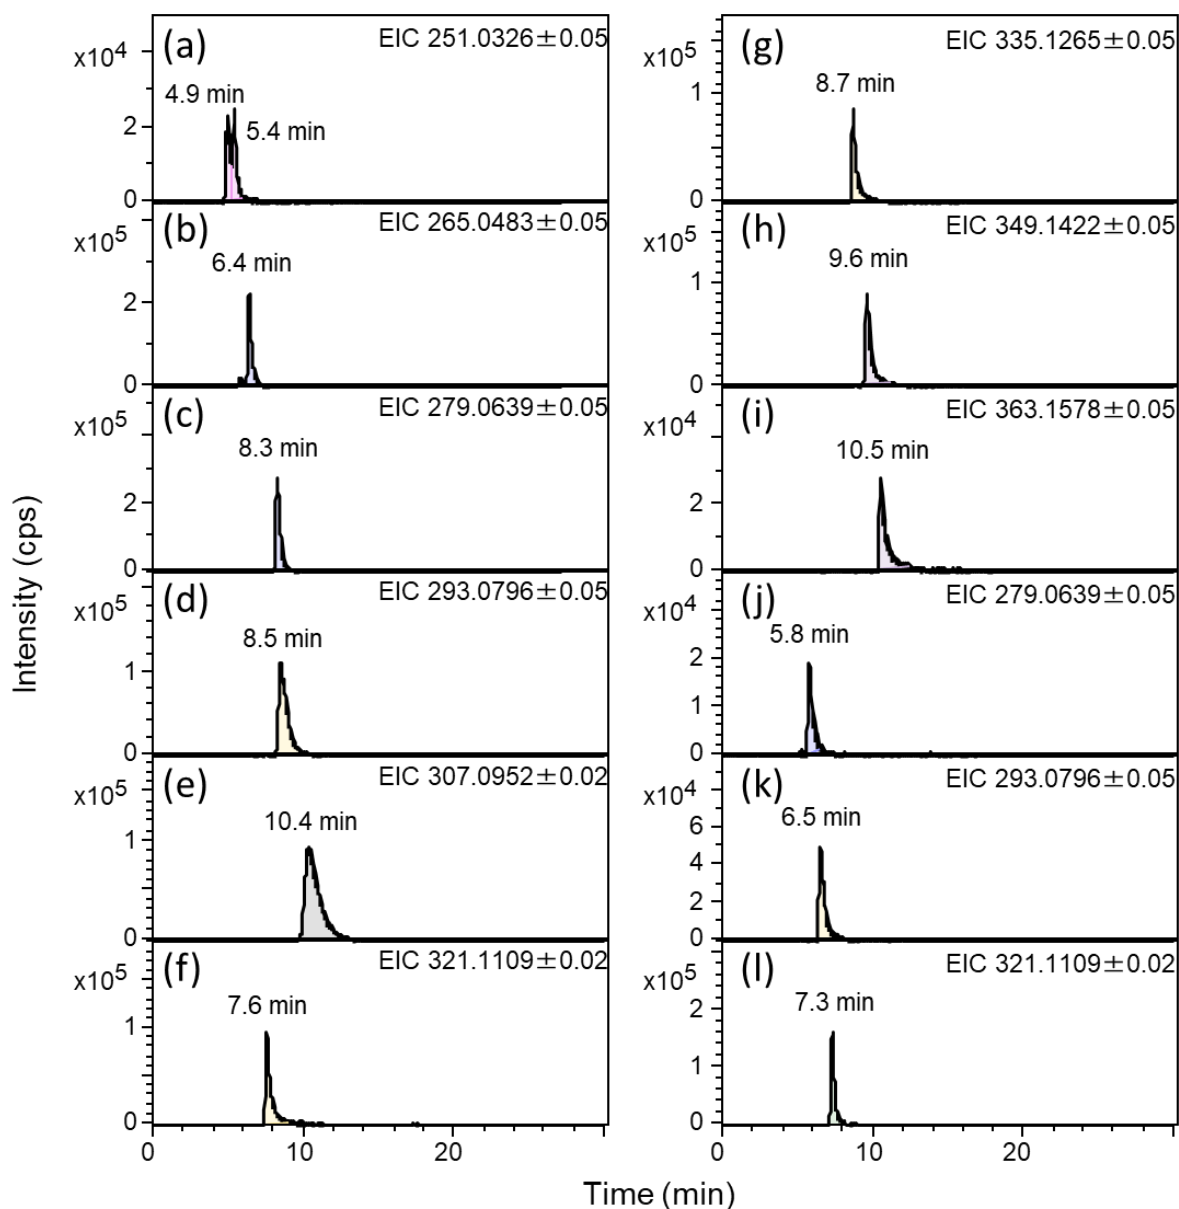 (a)
EIC 251.0326±0.05
x10⁴
4.9 min
5.4 min
2
0
(b)
EIC 265.0483±0.05
x10⁵
6.4 min
2
0
(c)
EIC 279.0639±0.05
x10⁵
8.3 min
2
0
(d)
EIC 293.0796±0.05
x10⁵
8.5 min
1
0
(e)
EIC 307.0952±0.02
x10⁵
10.4 min
1
0
(f)
EIC 321.1109±0.02
x10⁵
7.6 min
1
0
0 10 20
(g)
EIC 335.1265±0.05
x10⁵
8.7 min
1
0
(h)
EIC 349.1422±0.05
x10⁵
9.6 min
1
0
(i)
EIC 363.1578±0.05
x10⁴
10.5 min
2
0
(j)
EIC 279.0639±0.05
x10⁴
5.8 min
2
1
0
(k)
EIC 293.0796±0.05
x10⁴
6.5 min
6
4
2
0
(l)
EIC 321.1109±0.02
x10⁵
7.3 min
2
1
0
0 10 20
Intensity (cps)
Time (min)